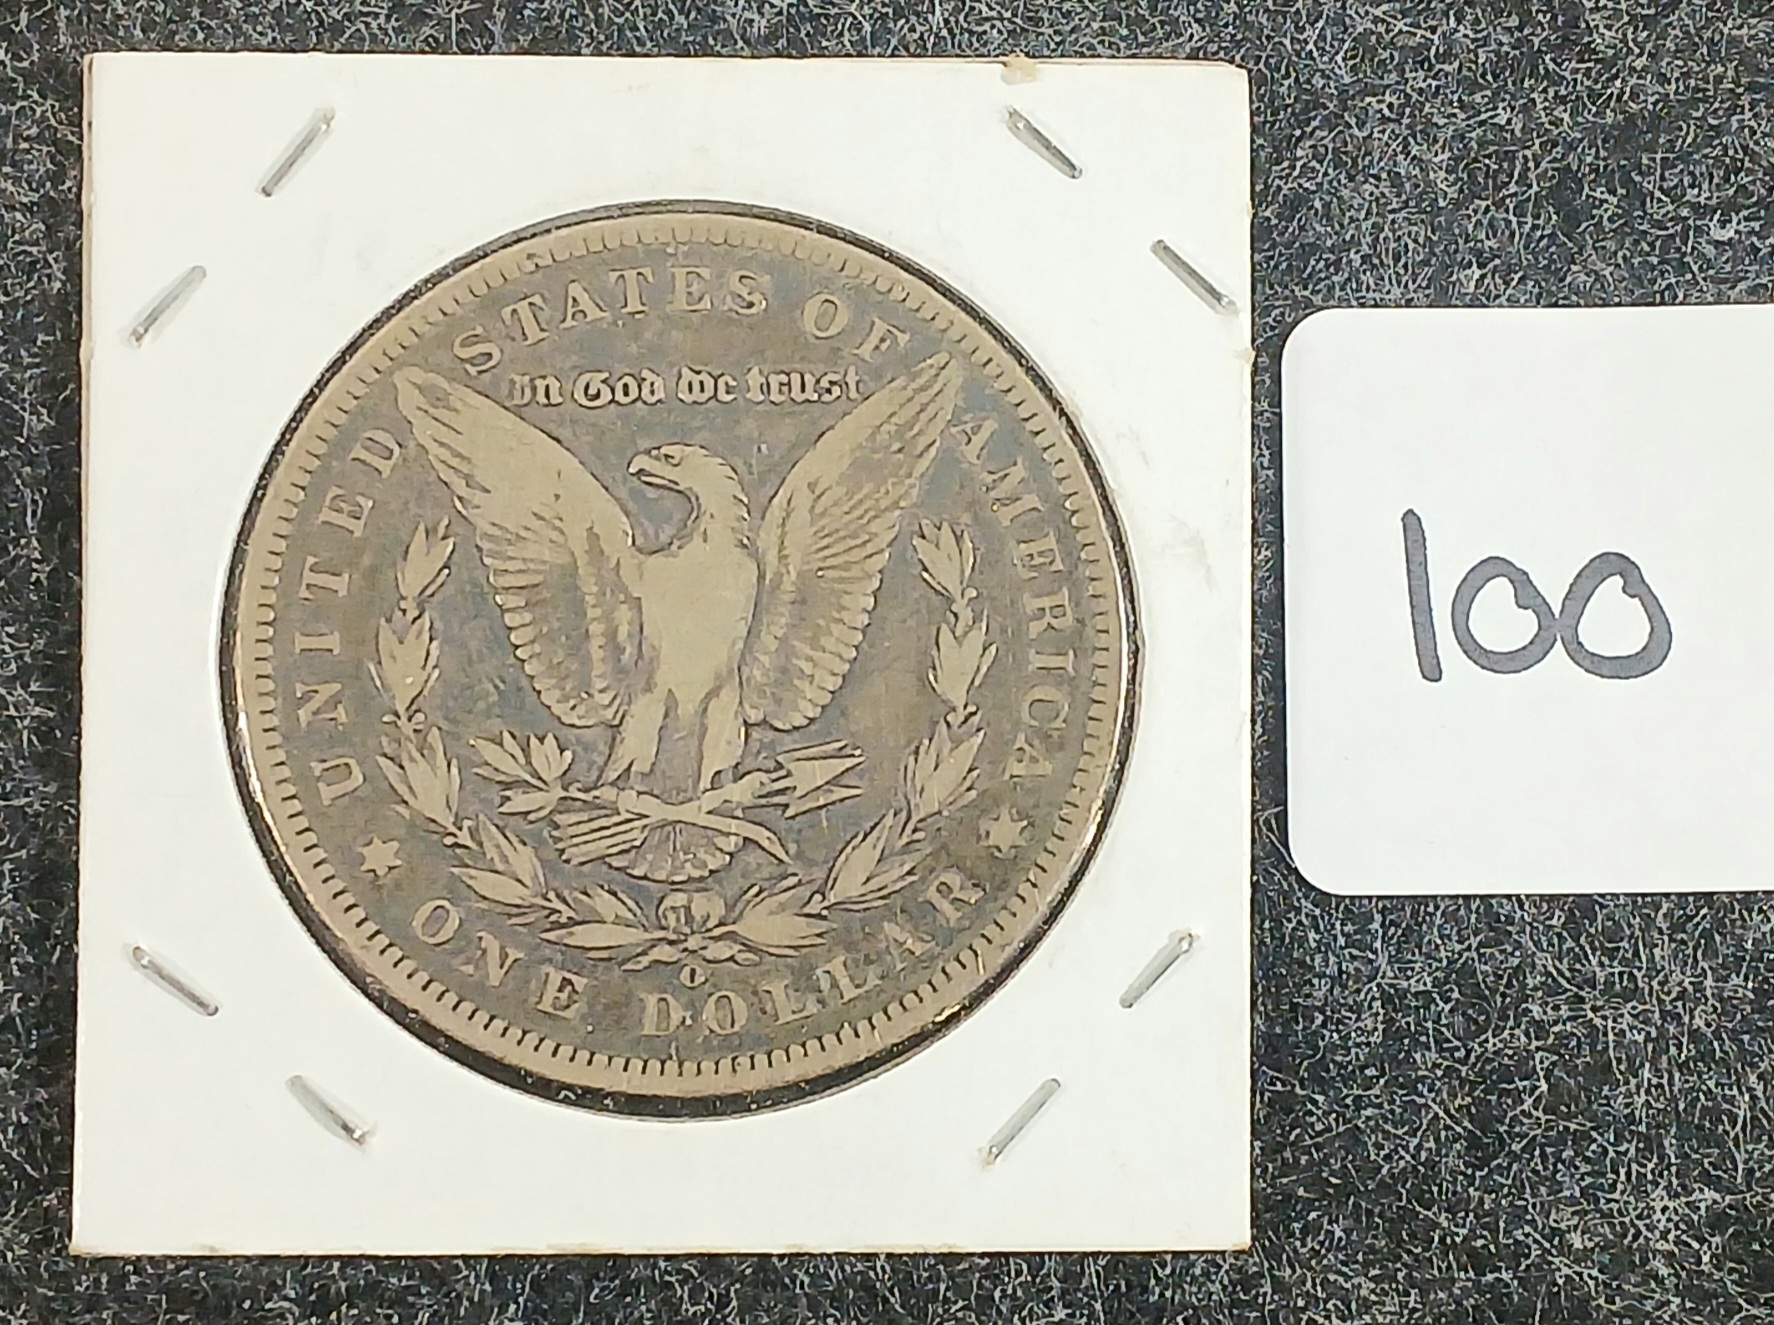 UNITED STATES OF AMERICA
In God We trust
O
ONE DOLLAR
100